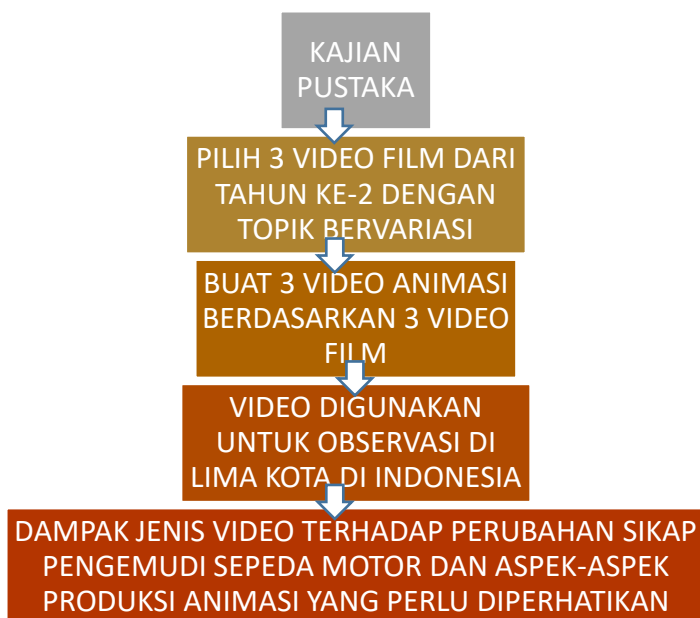 KAJIAN
PUSTAKA
PILIH 3 VIDEO FILM DARI
TAHUN KE-2 DENGAN
TOPIK BERVARIASI
BUAT 3 VIDEO ANIMASI
BERDASARKAN 3 VIDEO
FILM
VIDEO DIGUNAKAN
UNTUK OBSERVASI DI
LIMA KOTA DI INDONESIA
DAMPAK JENIS VIDEO TERHADAP PERUBAHAN SIKAP
PENGEMUDI SEPEDA MOTOR DAN ASPEK-ASPEK
PRODUKSI ANIMASI YANG PERLU DIPERHATIKAN